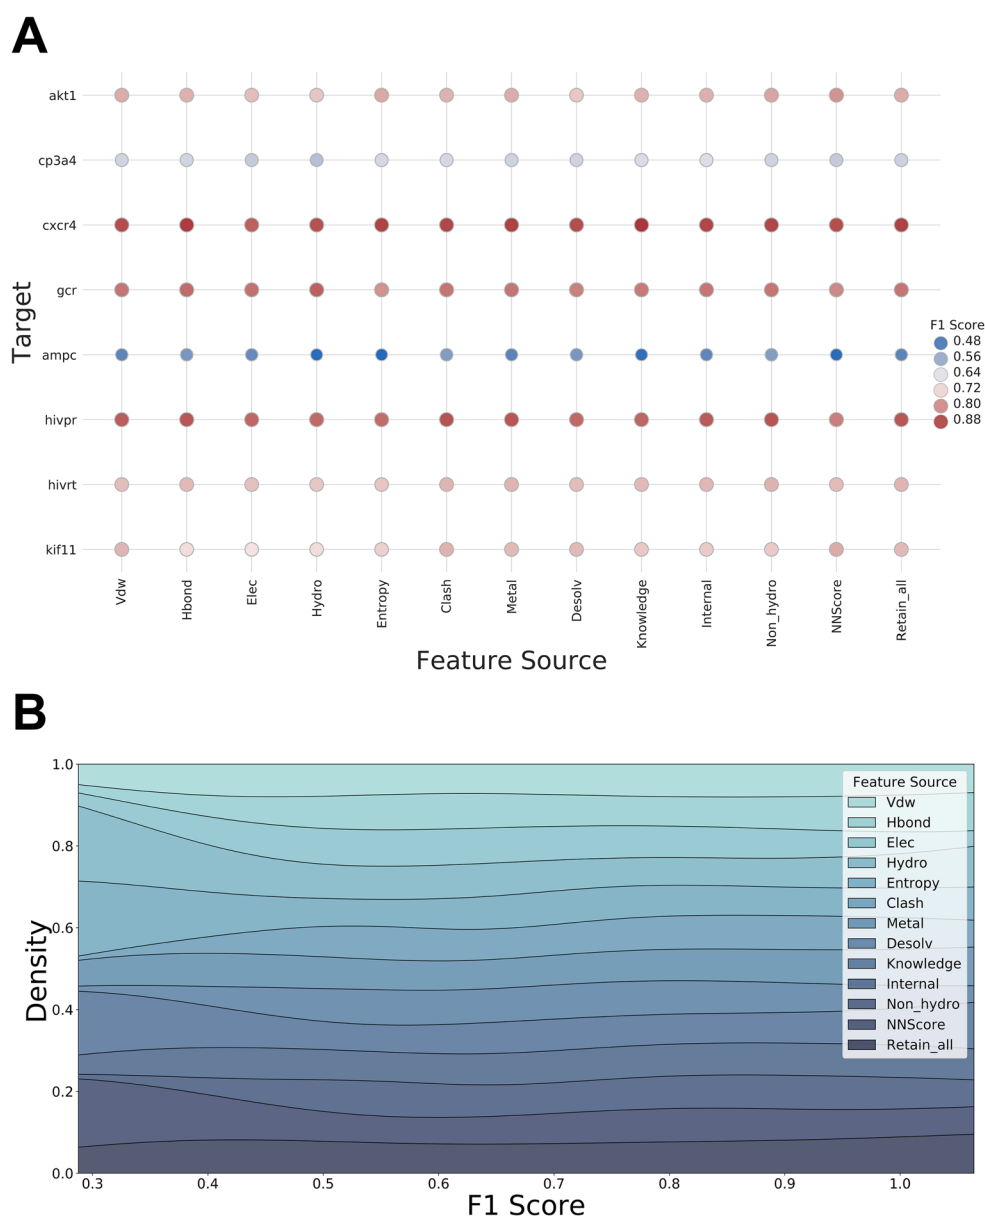 A
akt1
cp3a4
cxcr4
gcr
ampc
hivpr
hivrt
kif11
Target
Vdw
Hbond
Elec
Hydro
Entropy
Clash
Metal
Desolv
Knowledge
Internal
Non_hydro
NNScore
Retain_all
Feature Source
F1 Score
0.48
0.56
0.64
0.72
0.80
0.88
B
1.0
0.8
0.6
0.4
0.2
0.0
Density
Feature Source
Vdw
Hbond
Elec
Hydro
Entropy
Clash
Metal
Desolv
Knowledge
Internal
Non_hydro
NNScore
Retain_all
0.3 0.4 0.5 0.6 0.7 0.8 0.9 1.0
F1 Score